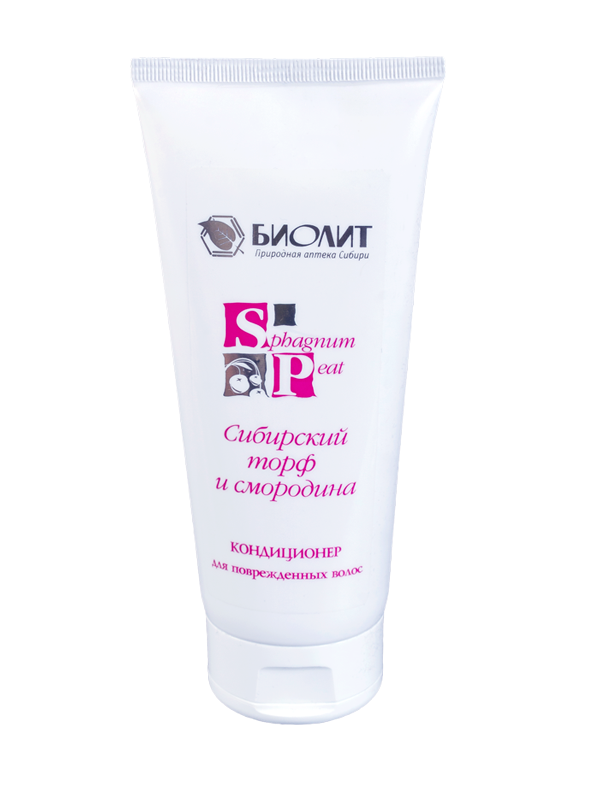 БИОЛИТ
Природная аптека Сибири
Sphagnum
Peat
Сибирский
торф
и смородина
КОНДИЦИОНЕР
для поврежденных волос